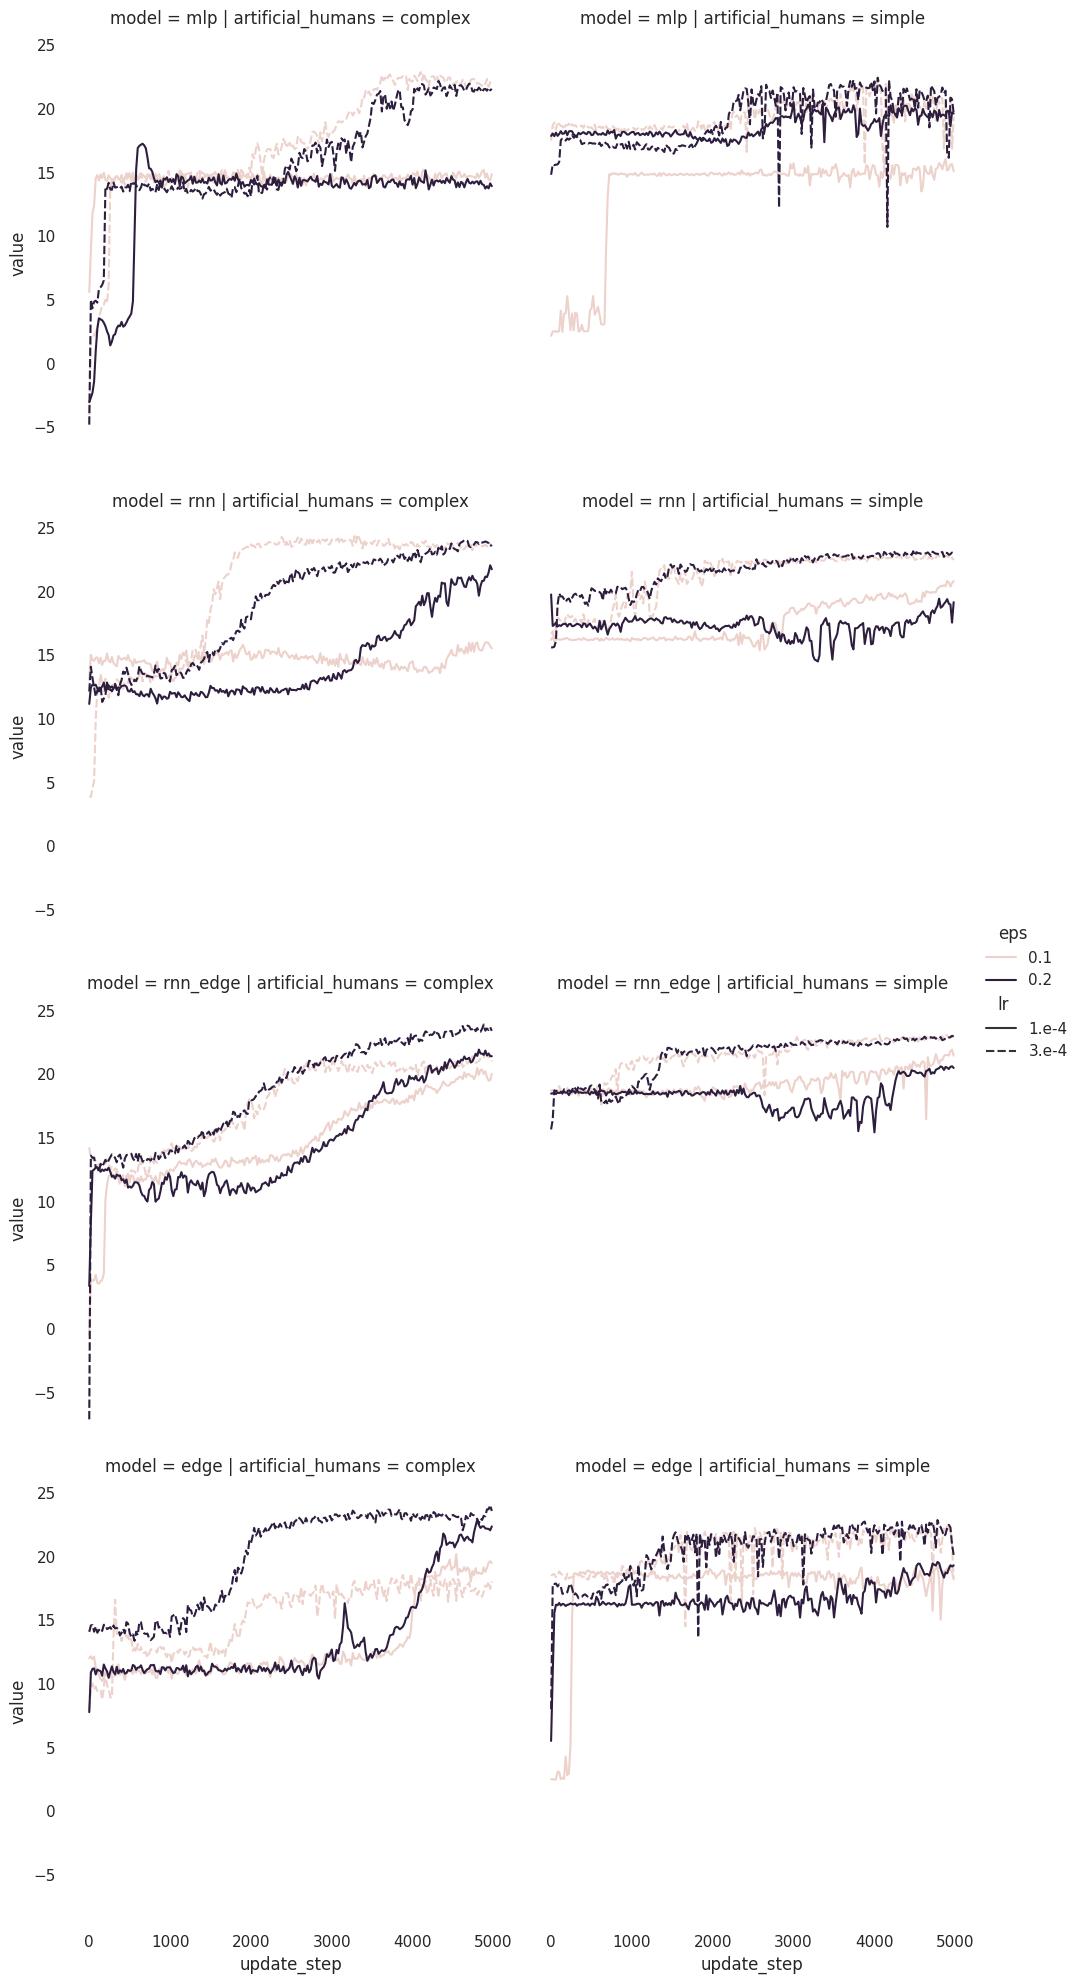 model = mlp | artificial_humans = complex
model = mlp | artificial_humans = simple
25
20
15
10
5
0
−5
value
model = rnn | artificial_humans = complex
model = rnn | artificial_humans = simple
25
20
15
10
5
0
−5
value
eps
0.1
0.2
lr
1.e-4
3.e-4
model = rnn_edge | artificial_humans = complex
model = rnn_edge | artificial_humans = simple
25
20
15
10
5
0
−5
value
model = edge | artificial_humans = complex
model = edge | artificial_humans = simple
25
20
15
10
5
0
−5
value
0 1000 2000 3000 4000 5000
update_step
0 1000 2000 3000 4000 5000
update_step